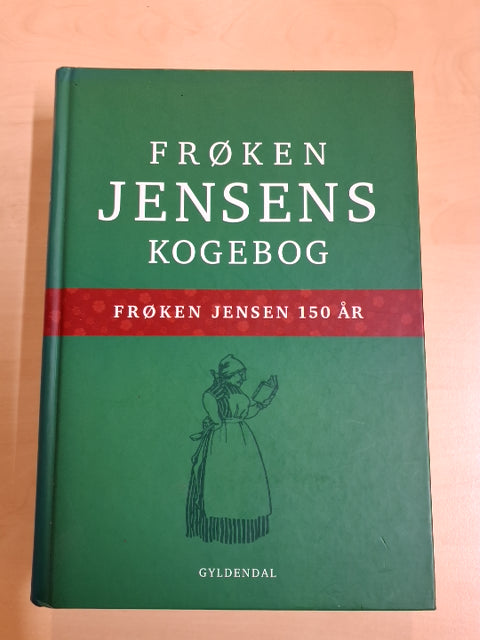 FRØKEN
JENSENS
KOGEBOG
FRØKEN JENSEN 150 ÅR
GYLDENDAL